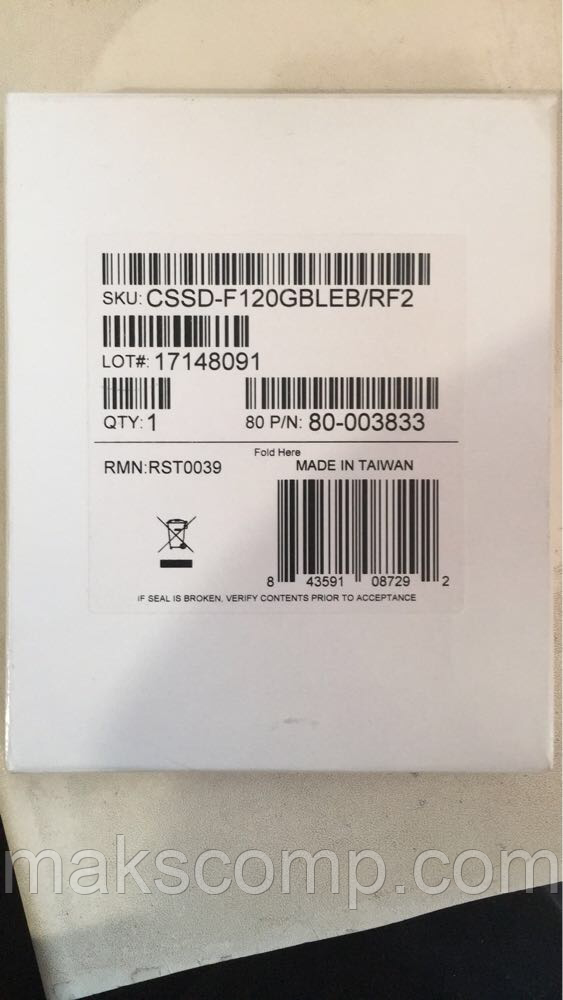 SKU: CSSD-F120GBLEB/RF2
LOT#: 17148091
QTY: 1 80 P/N: 80-003833
Fold Here
RMN:RST0039 MADE IN TAIWAN
8 43591 08729 2
IF SEAL IS BROKEN, VERIFY CONTENTS PRIOR TO ACCEPTANCE
makscomp.com